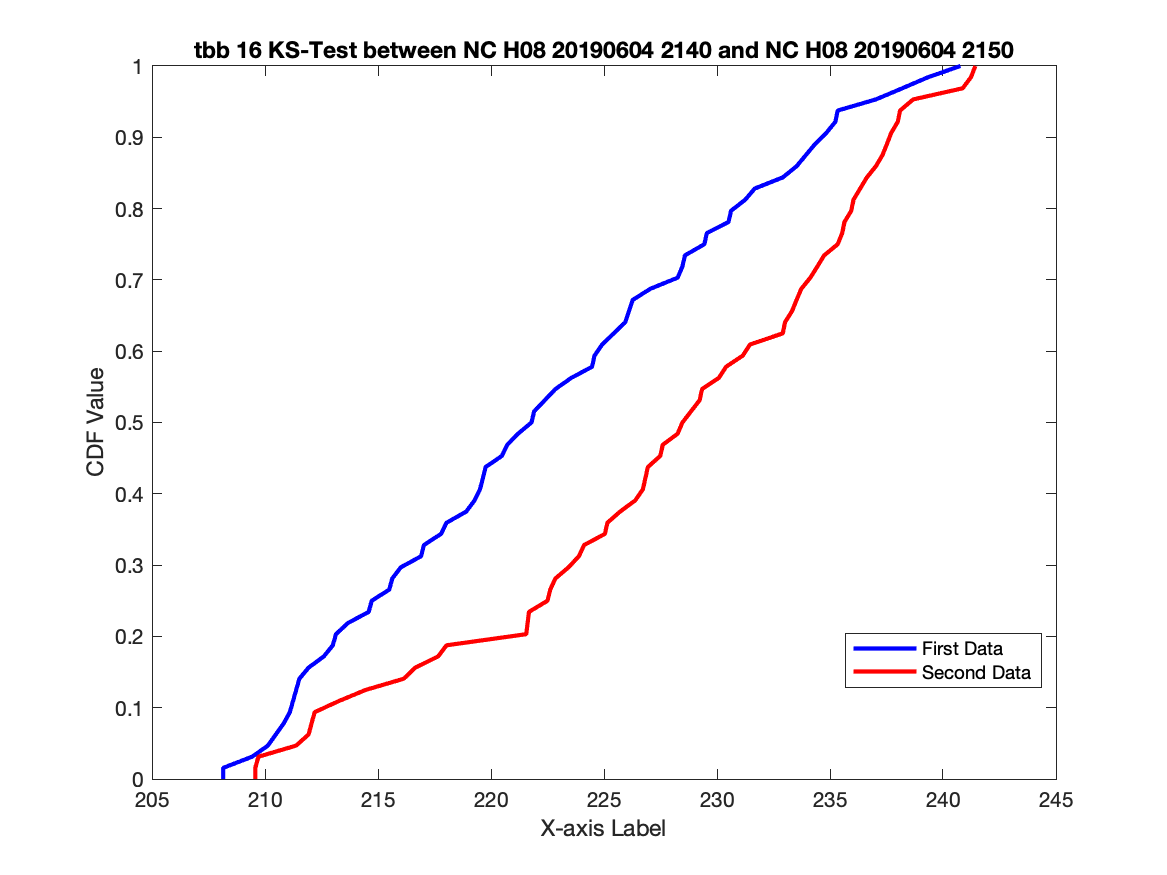 tbb 16 KS-Test between NC H08 20190604 2140 and NC H08 20190604 2150
1
0.9
0.8
0.7
0.6
0.5
0.4
0.3
0.2
0.1
0
CDF Value
First Data
Second Data
205 210 215 220 225 230 235 240 245
X-axis Label